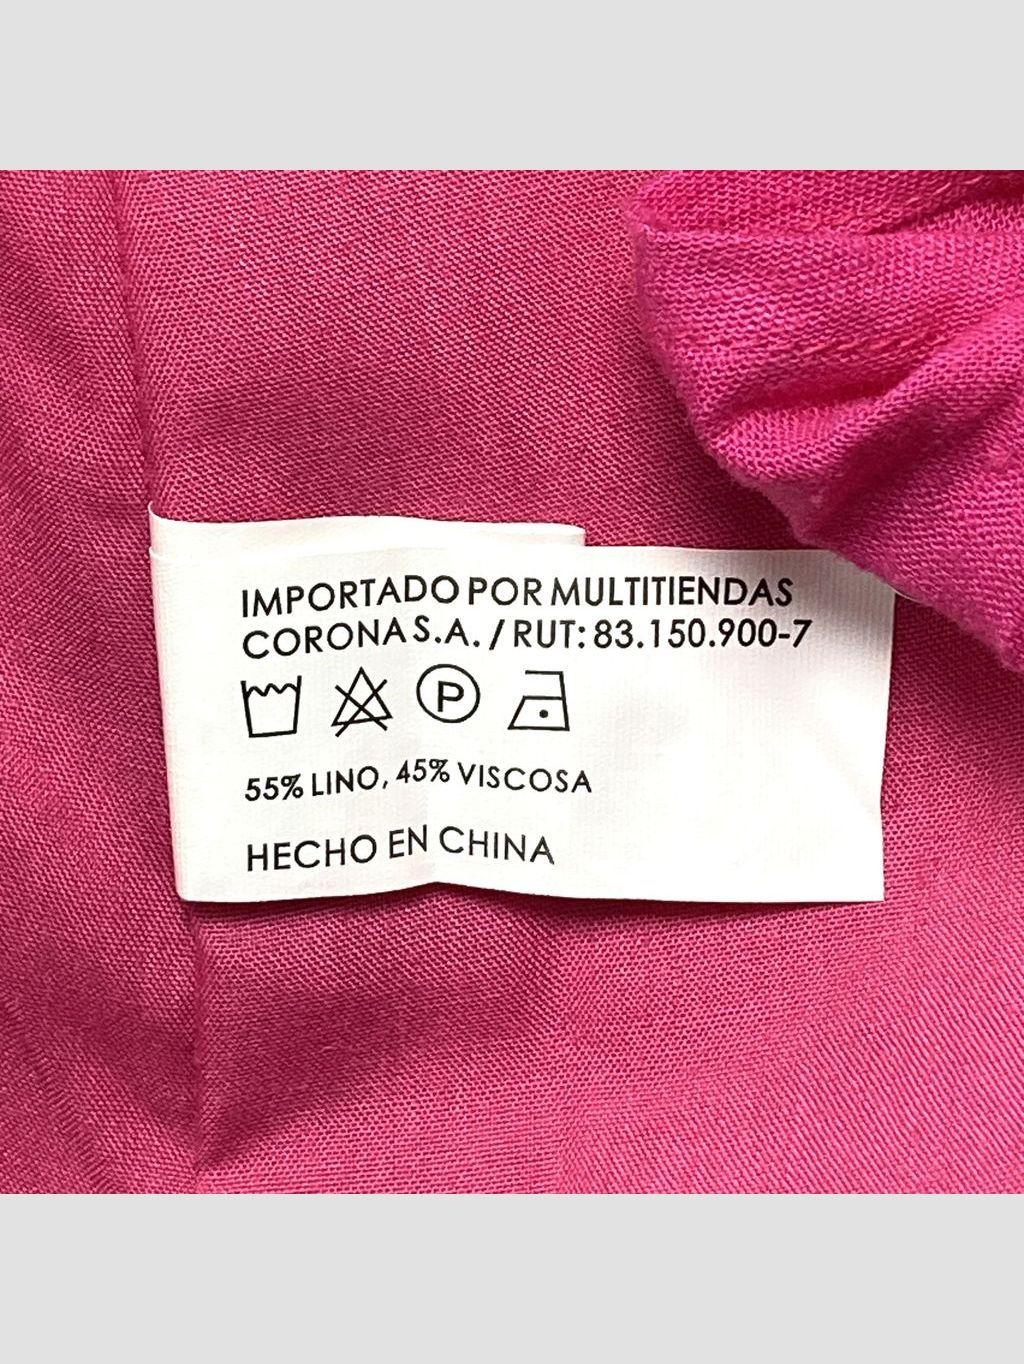 IMPORTADO POR MULTITIENDAS
CORONA S.A. / RUT: 83.150.900-7
P
55% LINO, 45% VISCOSA
HECHO EN CHINA